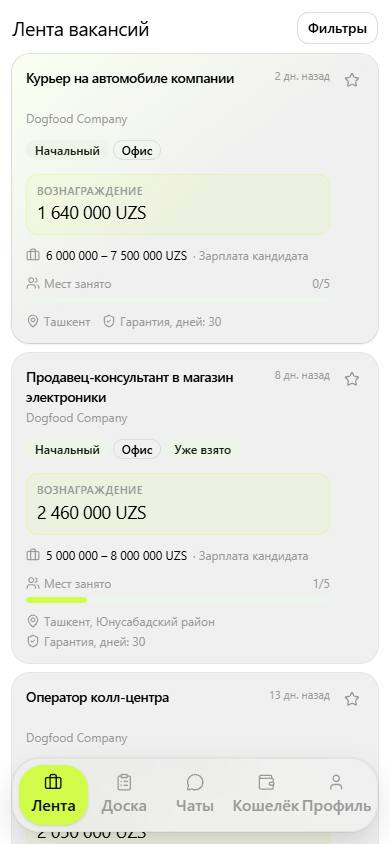 Лента вакансий
Фильтры
Курьер на автомобиле компании
2 дн. назад
Dogfood Company
Начальный
Офис
ВОЗНАГРАЖДЕНИЕ
1 640 000 UZS
6 000 000 – 7 500 000 UZS · Зарплата кандидата
Мест занято
0/5
Ташкент
Гарантия, дней: 30
Продавец-консультант в магазин
электроники
8 дн. назад
Dogfood Company
Начальный
Офис
Уже взято
ВОЗНАГРАЖДЕНИЕ
2 460 000 UZS
5 000 000 – 8 000 000 UZS · Зарплата кандидата
Мест занято
1/5
Ташкент, Юнусабадский район
Гарантия, дней: 30
Оператор колл-центра
13 дн. назад
Dogfood Company
Лента
Доска
Чаты
Кошелёк
Профиль
2 050 000 UZS